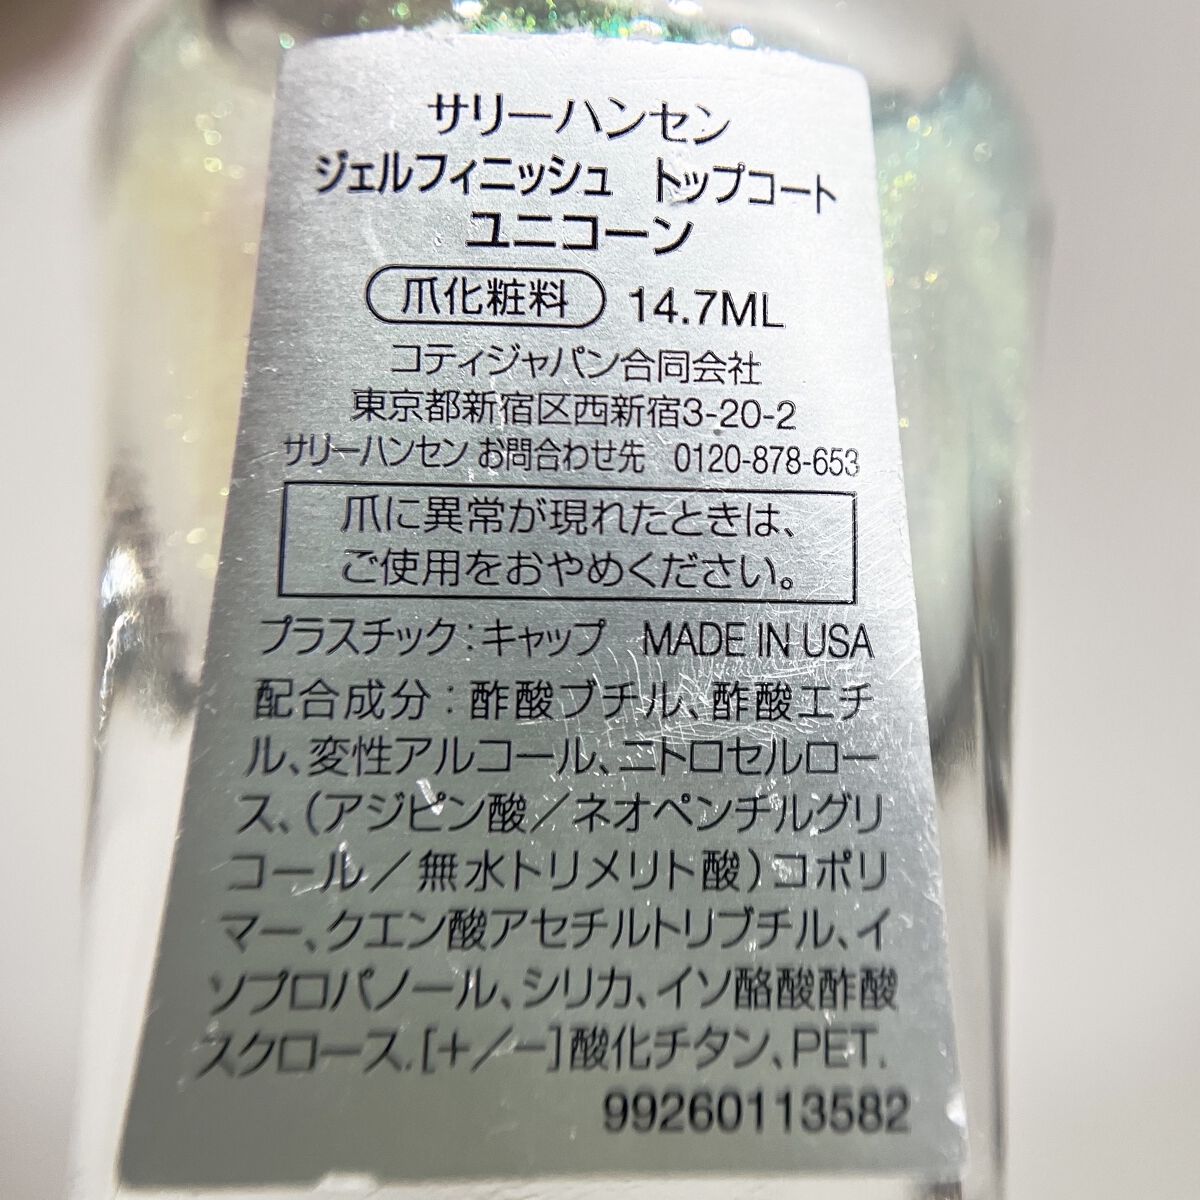 サリーハンセン
ジェルフィニッシュ トップコート
ユニコーン
爪化粧料 14.7ML
コティジャパン合同会社
東京都新宿区西新宿3-20-2
サリーハンセン お問合わせ先 0120-878-653
爪に異常が現れたときは、
ご使用をおやめください。
プラスチック:キャップ MADE IN USA
配合成分:酢酸ブチル、酢酸エチ
ル、変性アルコール、ニトロセルロー
ス、(アジピン酸/ネオペンチルグリ
コール/無水トリメリト酸)コポリ
マー、クエン酸アセチルトリブチル、イ
ソプロパノール、シリカ、イソ酪酸酢酸
スクロース.[+/−]酸化チタン、PET.
99260113582